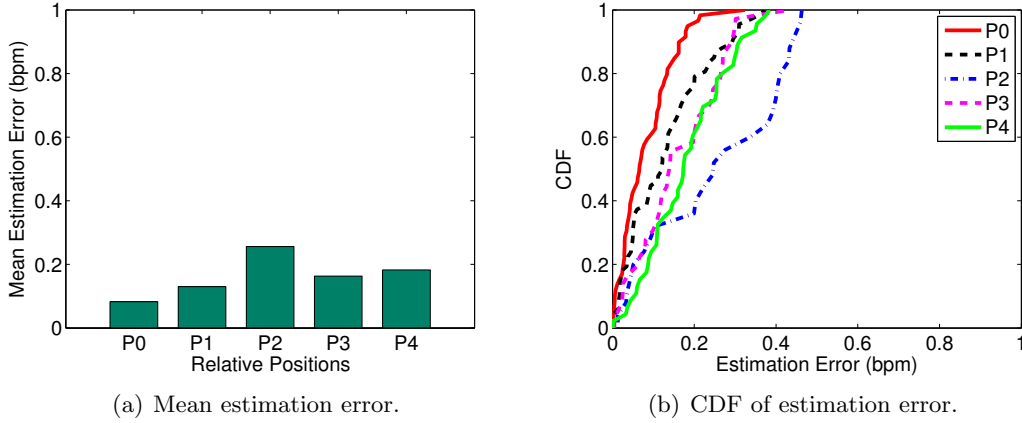 1
0.8
0.6
0.4
0.2
0
Mean Estimation Error (bpm)
P0 P1 P2 P3 P4
Relative Positions
(a) Mean estimation error.
1
0.8
0.6
0.4
0.2
0
CDF
P0
P1
P2
P3
P4
0 0.2 0.4 0.6 0.8 1
Estimation Error (bpm)
(b) CDF of estimation error.